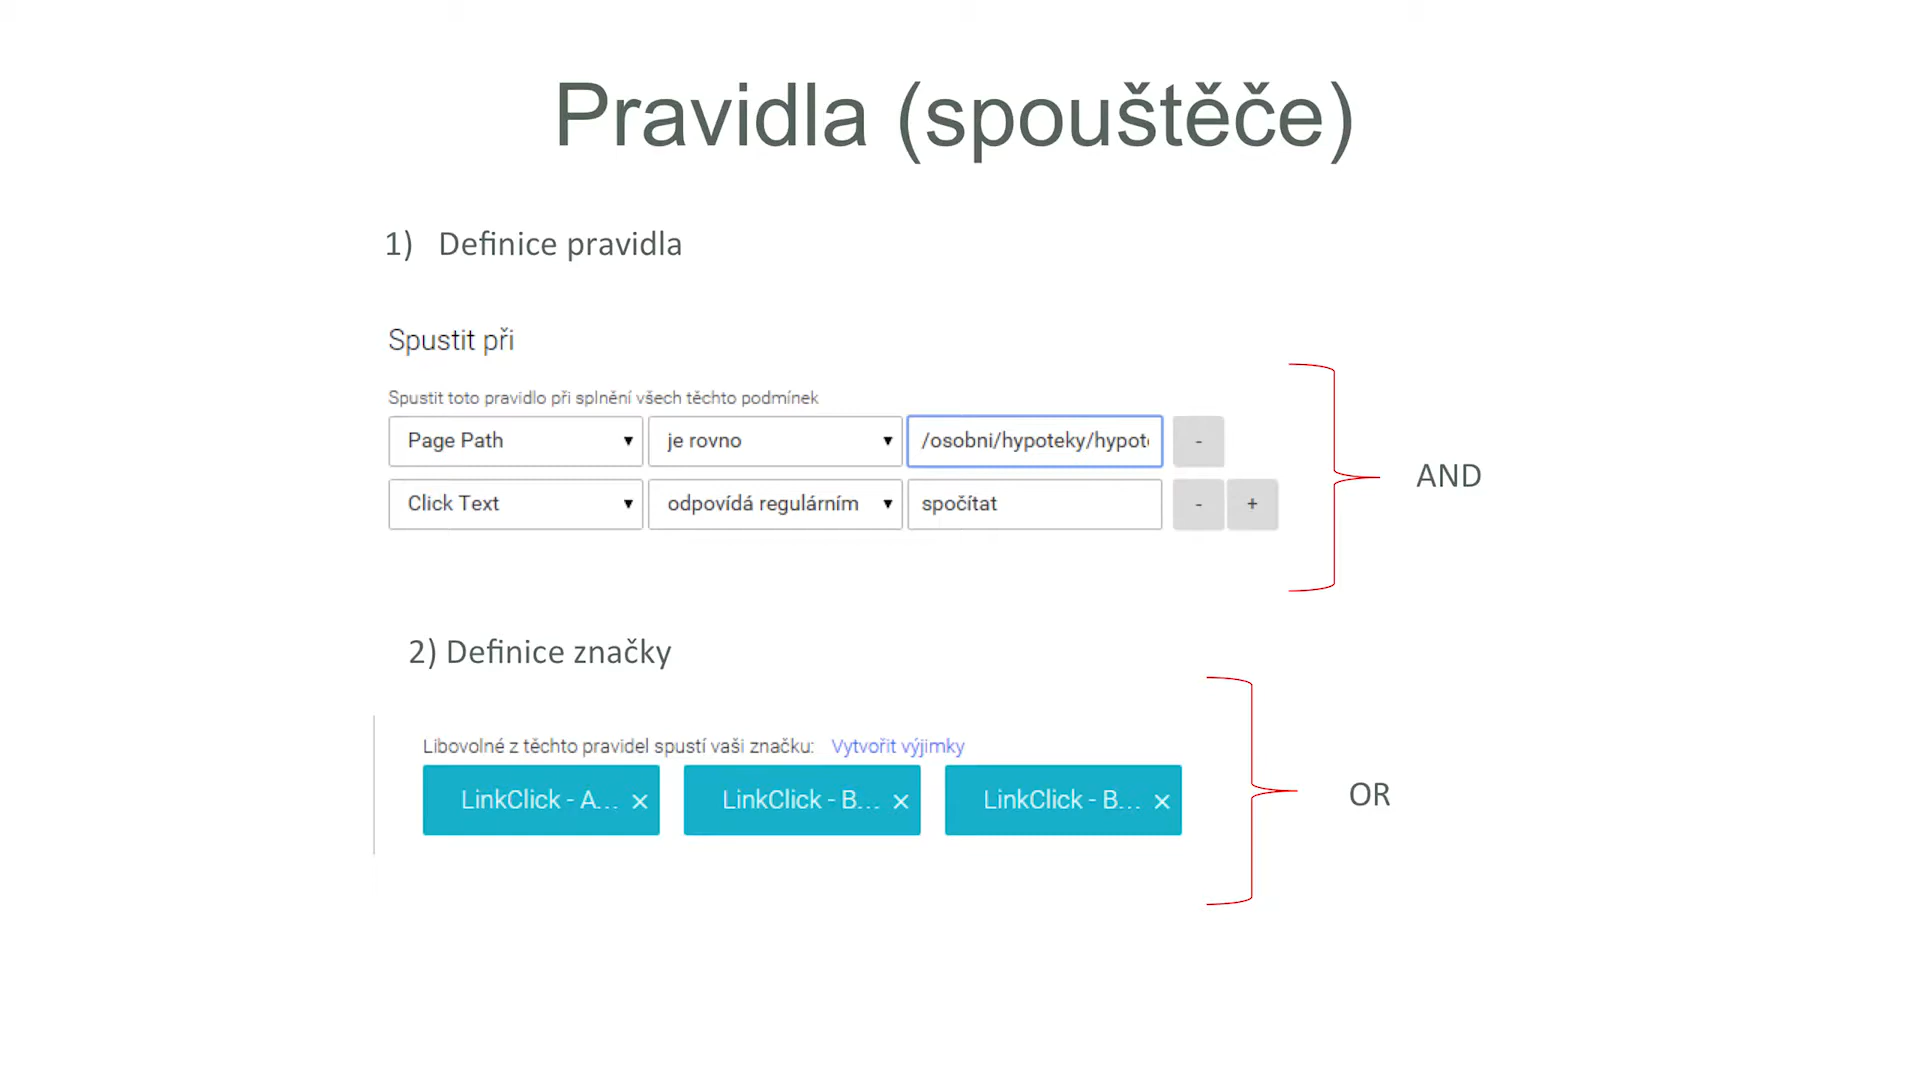 Pravidla (spouštěče)
1) Definice pravidla
Spustit při
Spustit toto pravidlo při splnění všech těchto podmínek
Page Path ▼ je rovno ▼ /osobni/hypoteky/hypot -
Click Text ▼ odpovídá regulárním ▼ spočítat - +
AND
2) Definice značky
Libovolné z těchto pravidel spustí vaši značku: Vytvořit výjimky
LinkClick - A... × LinkClick - B... × LinkClick - B... ×
OR